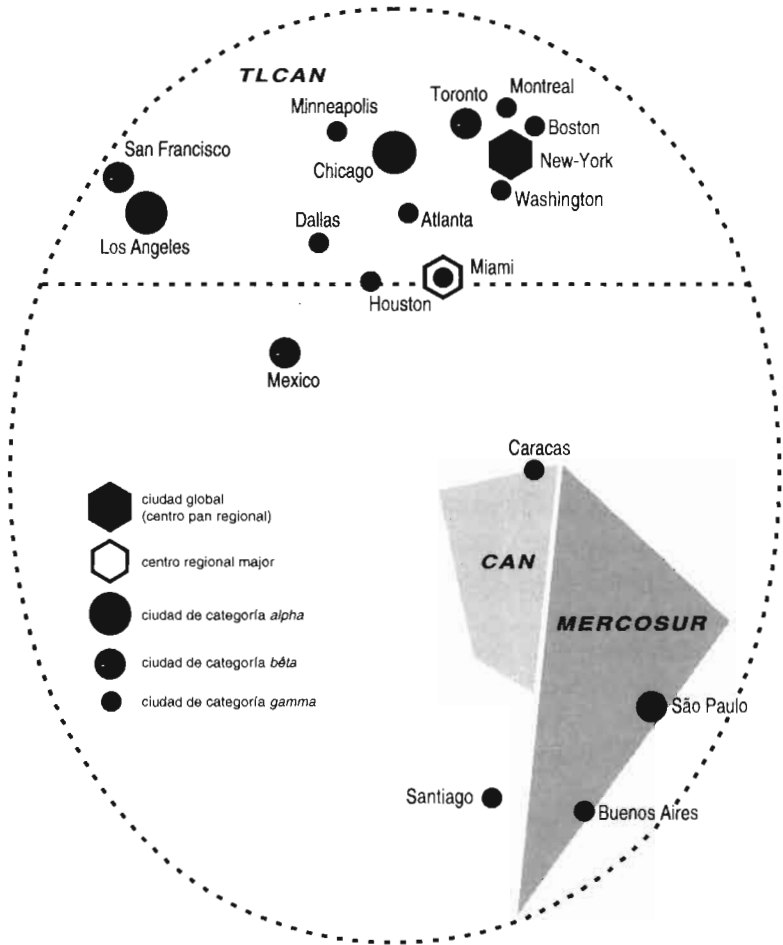 TLCAN
Montreal
Toronto
Minneapolis
Boston
San Francisco
Chicago
New-York
Washington
Dallas
Atlanta
Los Angeles
Miami
Houston
Mexico
Caracas
ciudad global
(centro pan regional)
centro regional major
ciudad de categoría alpha
ciudad de categoría bêta
ciudad de categoría gamma
CAN
MERCOSUR
São Paulo
Santiago
Buenos Aires